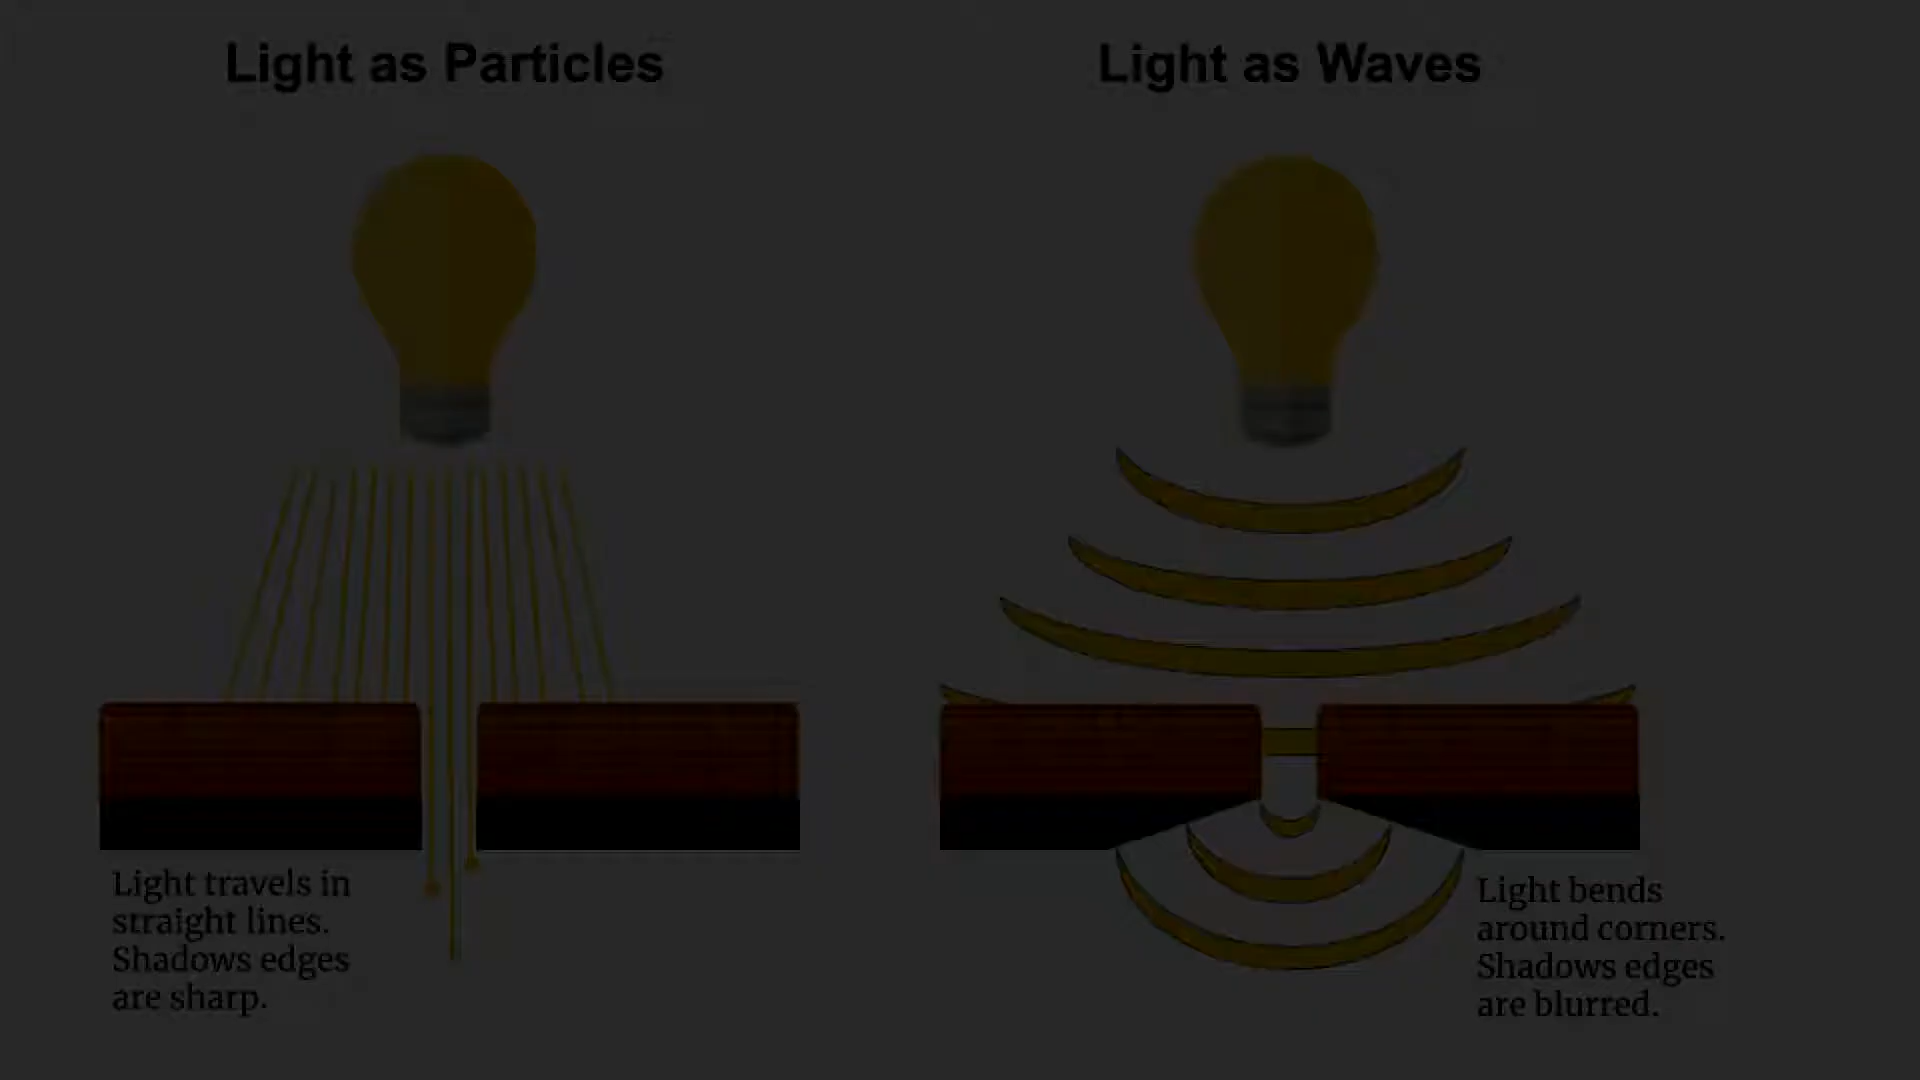 Light as Particles
Light as Waves
Light travels in
straight lines.
Shadows edges
are sharp.
Light bends
around corners.
Shadows edges
are blurred.